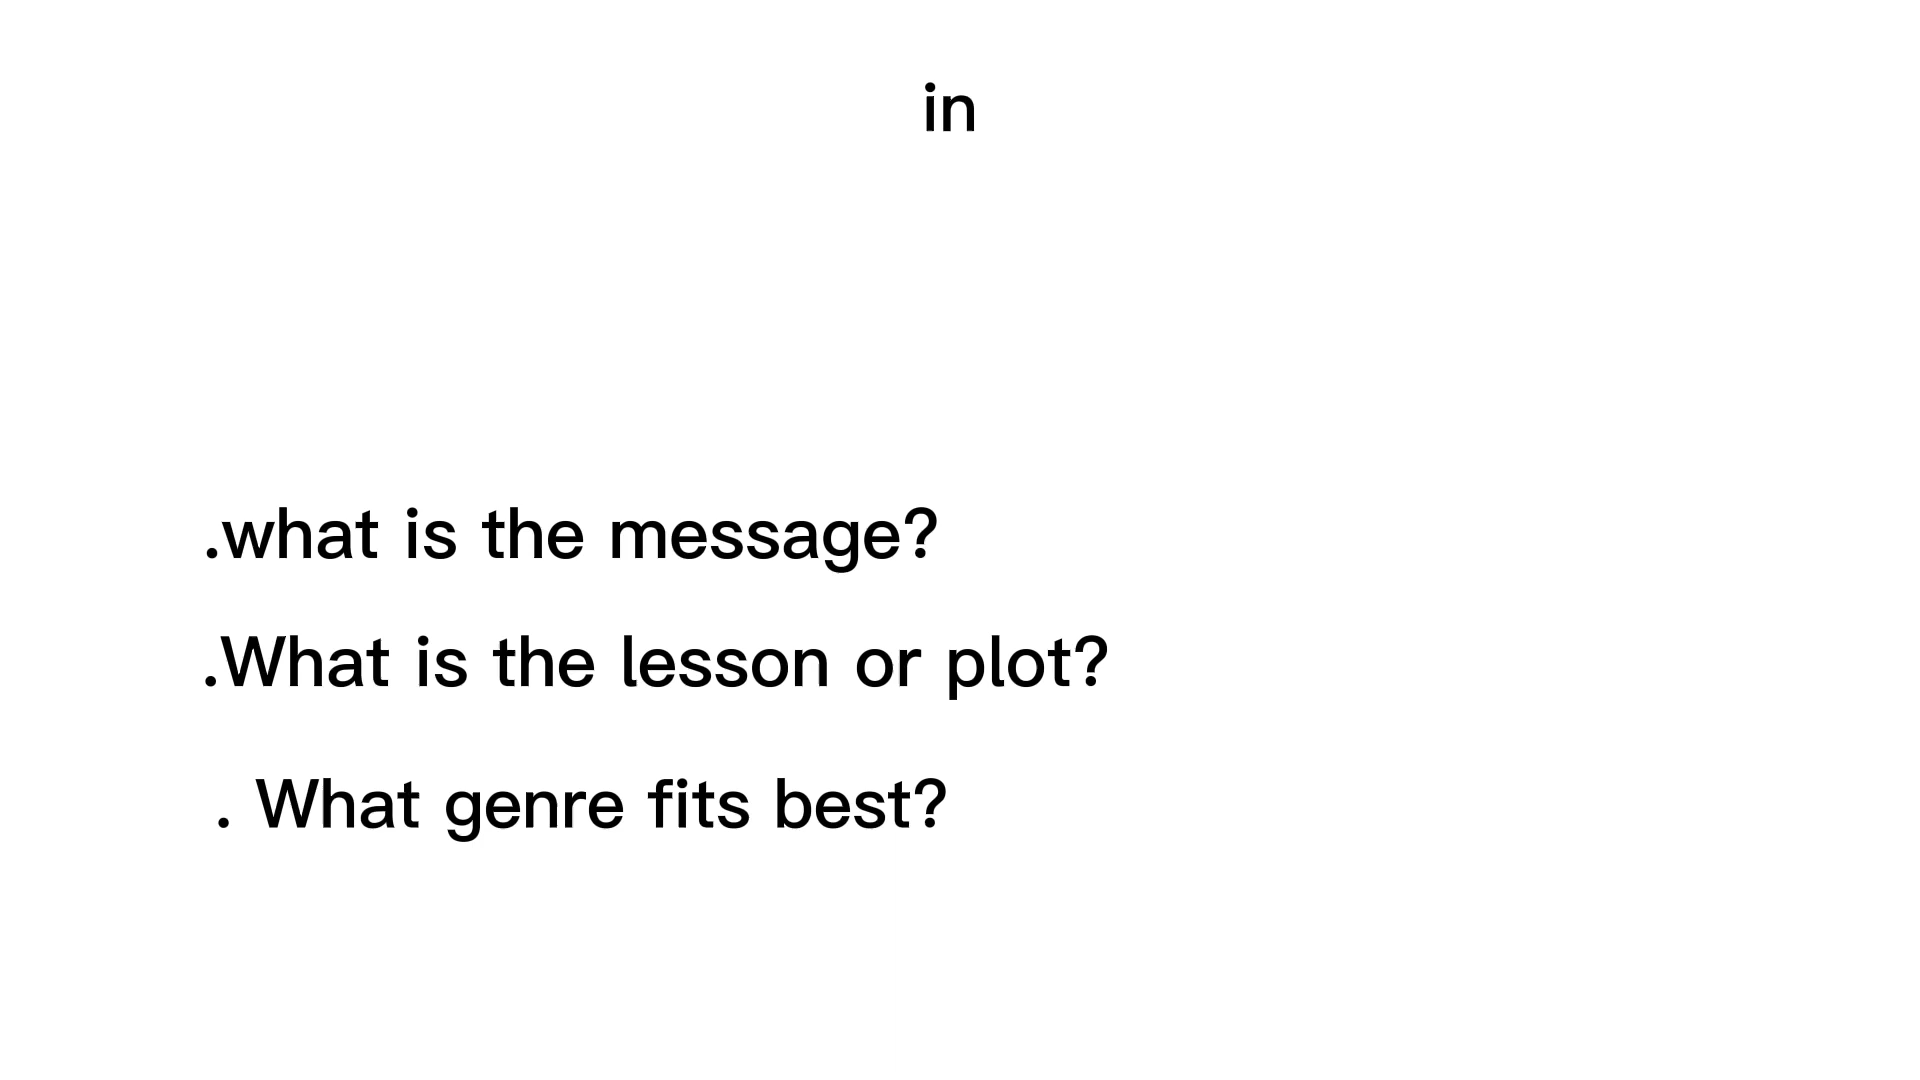 in
.what is the message?
.What is the lesson or plot?
. What genre fits best?